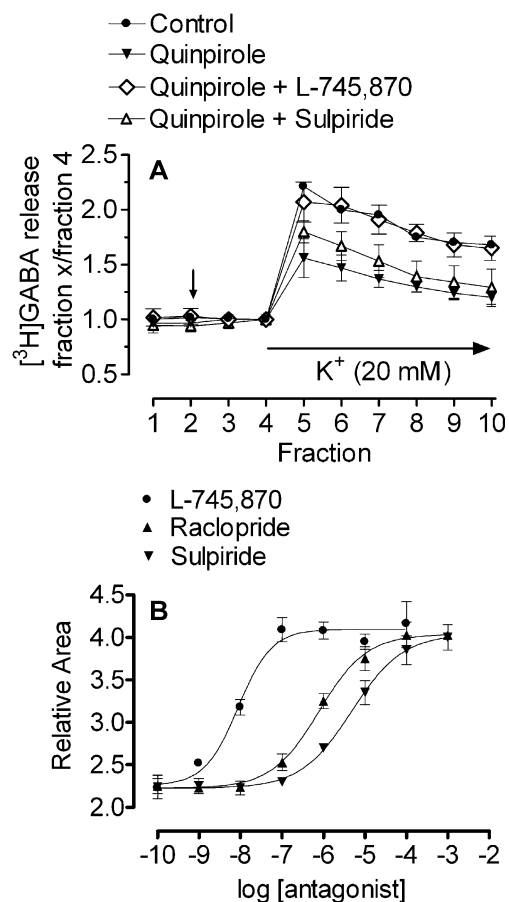 Control
Quinpirole
Quinpirole + L-745,870
Quinpirole + Sulpiride
A
[³H]GABA release
fraction x/fraction 4
2.5
2.0
1.5
1.0
0.5
K⁺ (20 mM)
1 2 3 4 5 6 7 8 9 10
Fraction
L-745,870
Raclopride
Sulpiride
B
Relative Area
4.5
4.0
3.5
3.0
2.5
2.0
-10 -9 -8 -7 -6 -5 -4 -3 -2
log [antagonist]